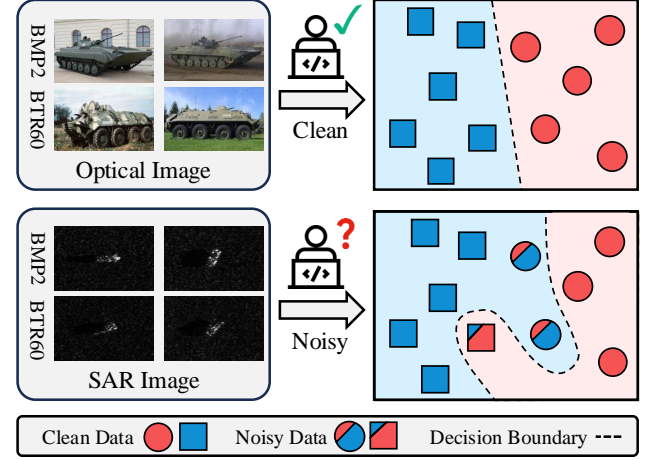 BMP2
BTR60
Optical Image
</>
Clean
BMP2
BTR60
SAR Image
?
</>
Noisy
Clean Data
Noisy Data
Decision Boundary